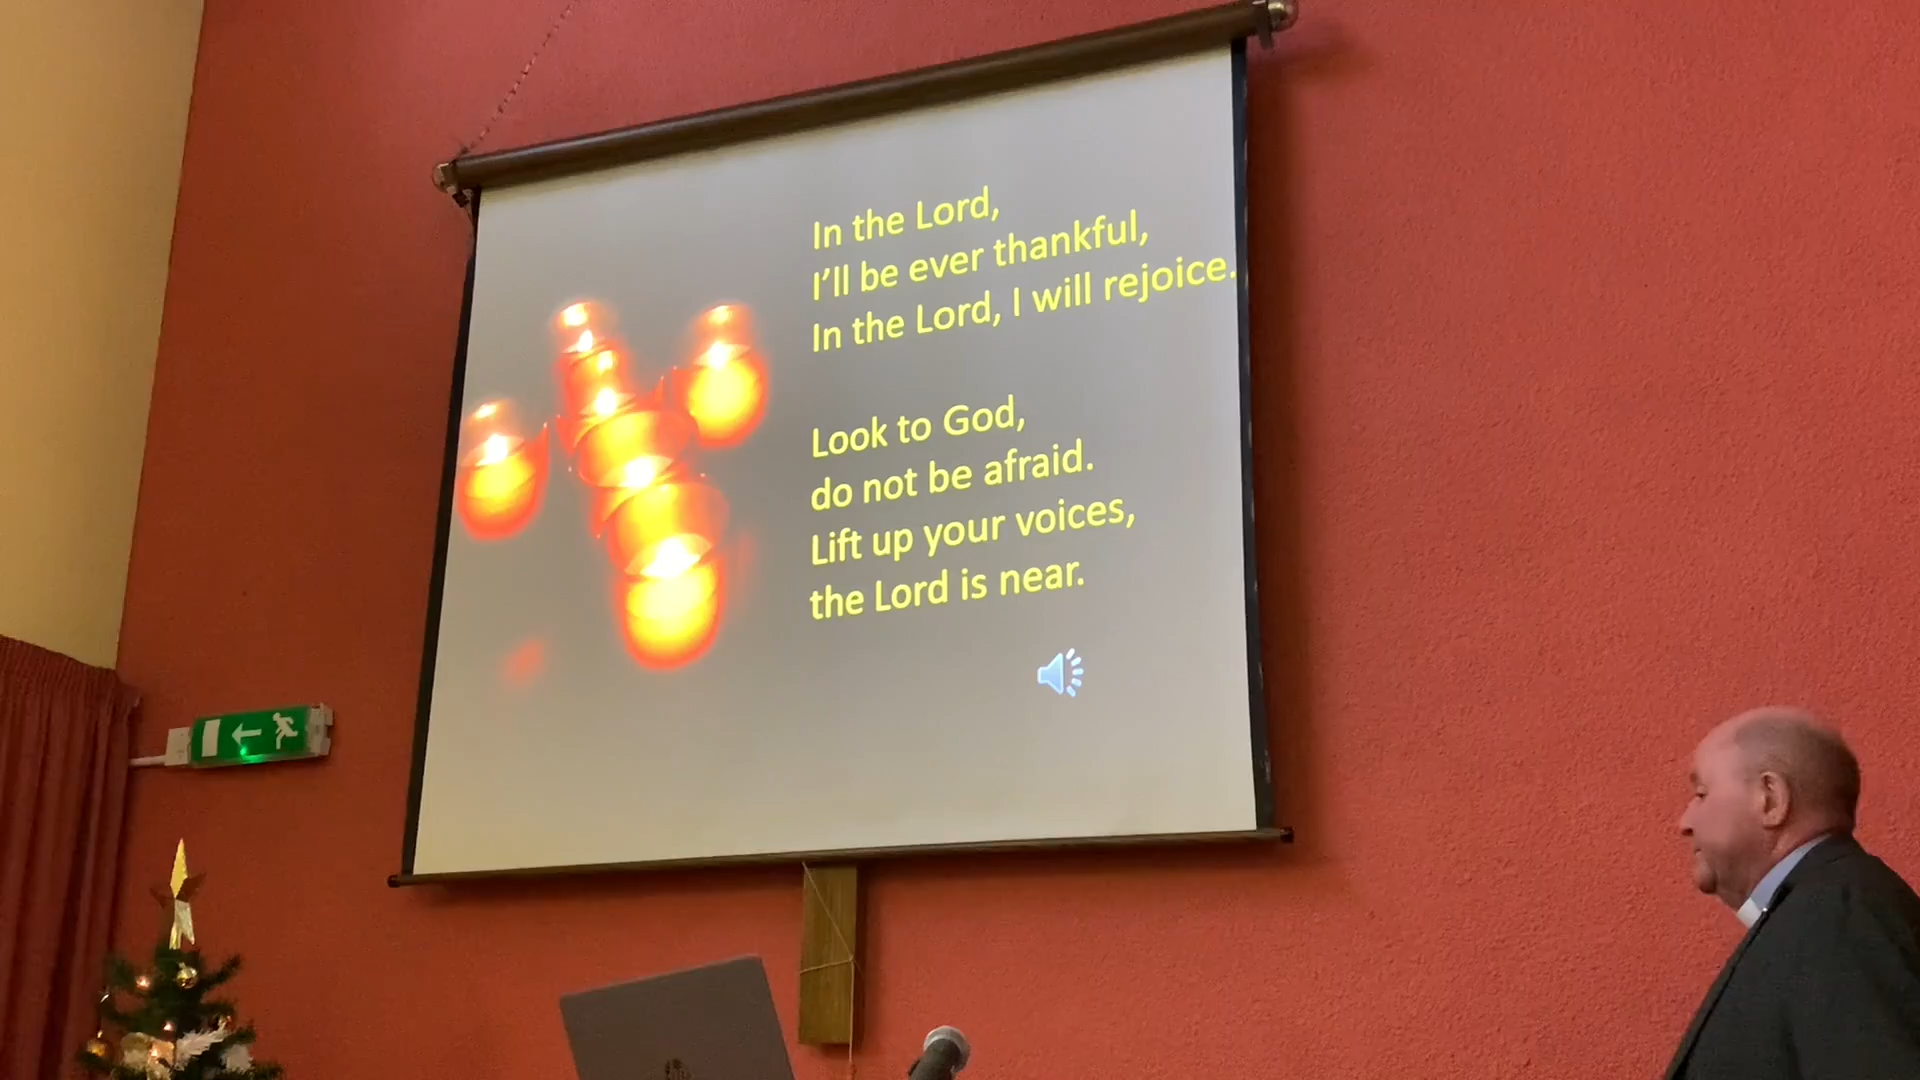 In the Lord,
I'll be ever thankful,
In the Lord, I will rejoice.
Look to God,
do not be afraid.
Lift up your voices,
the Lord is near.